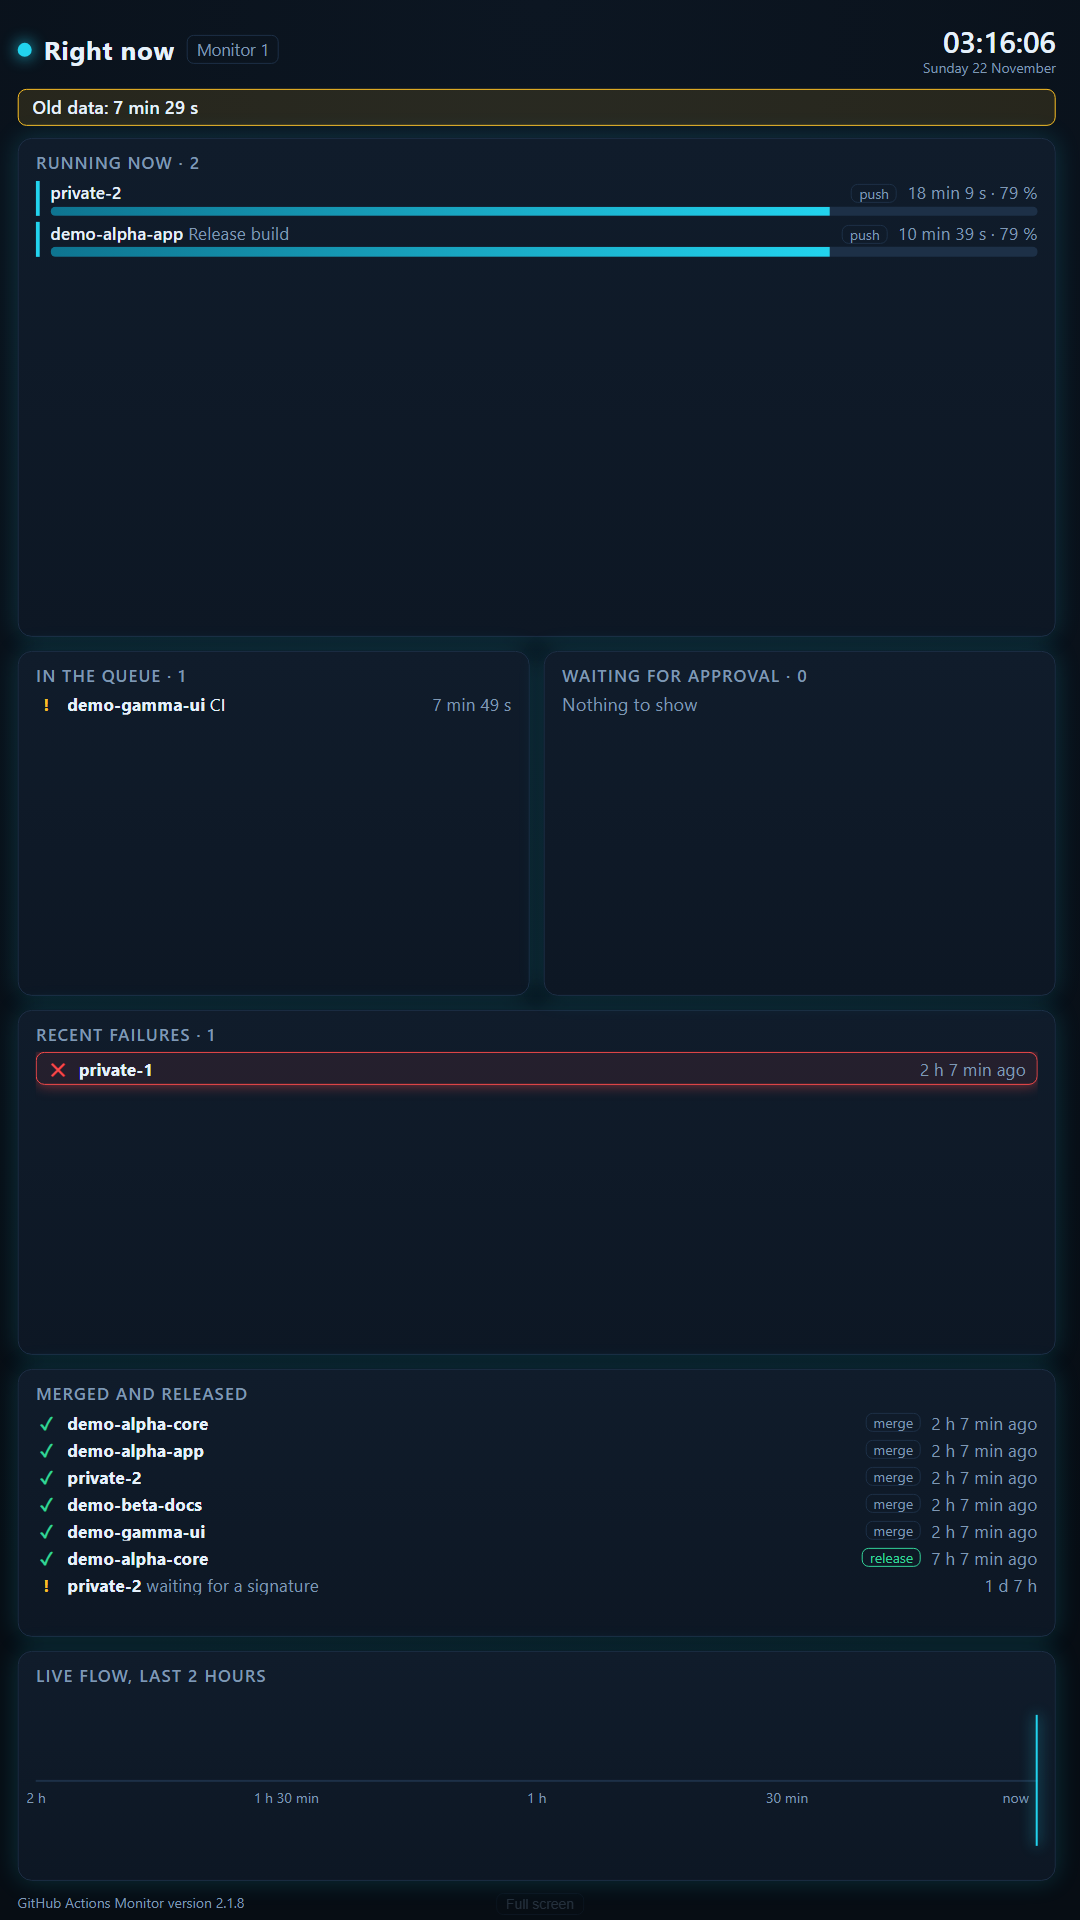 Right now Monitor 1
03:16:06
Sunday 22 November
Old data: 7 min 29 s
RUNNING NOW · 2
private-2 push 18 min 9 s · 79 %
demo-alpha-app Release build push 10 min 39 s · 79 %
IN THE QUEUE · 1
! demo-gamma-ui CI 7 min 49 s
WAITING FOR APPROVAL · 0
Nothing to show
RECENT FAILURES · 1
✕ private-1 2 h 7 min ago
MERGED AND RELEASED
✓ demo-alpha-core merge 2 h 7 min ago
✓ demo-alpha-app merge 2 h 7 min ago
✓ private-2 merge 2 h 7 min ago
✓ demo-beta-docs merge 2 h 7 min ago
✓ demo-gamma-ui merge 2 h 7 min ago
✓ demo-alpha-core release 7 h 7 min ago
! private-2 waiting for a signature 1 d 7 h
LIVE FLOW, LAST 2 HOURS
2 h 1 h 30 min 1 h 30 min now
GitHub Actions Monitor version 2.1.8 Full screen